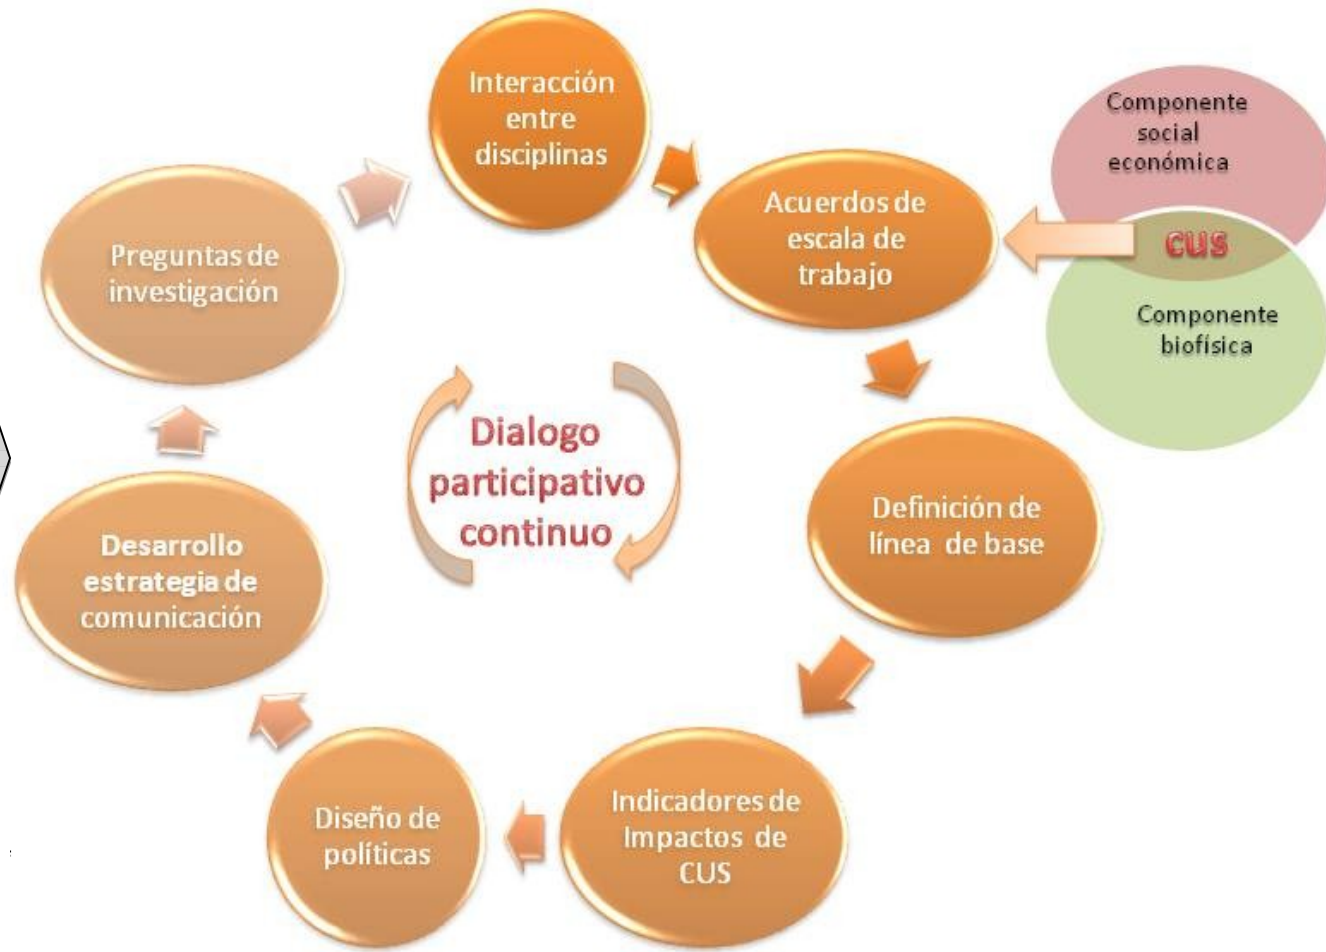 Interacción
entre
disciplinas
Acuerdos de
escala de
trabajo
Componente
social
económica
cus
Componente
biofísica
Definición de
línea de base
Indicadores de
Impactos de
CUS
Diseño de
políticas
Desarrollo
estrategia de
comunicación
Preguntas de
investigación
Dialogo
participativo
continuo